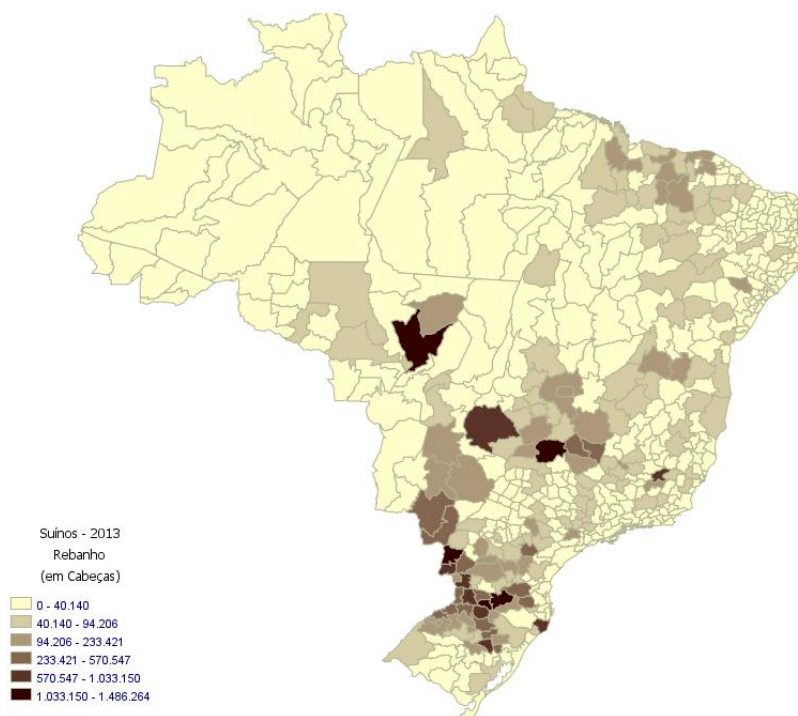 Suínos - 2013
Rebanho
(em Cabeças)
0 - 40.140
40.140 - 94.206
94.206 - 233.421
233.421 - 570.547
570.547 - 1.033.150
1.033.150 - 1.486.264